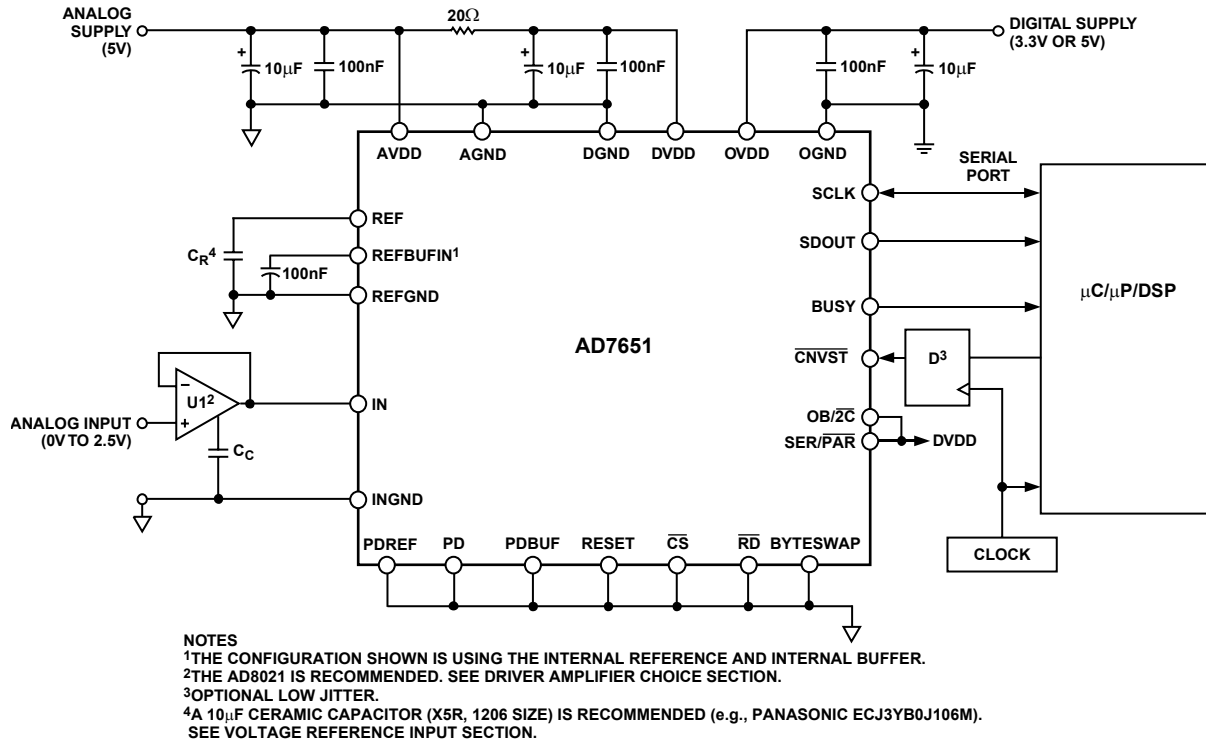 ANALOG
SUPPLY
(5V)
20Ω
DIGITAL SUPPLY
(3.3V OR 5V)
+
10μF
100nF
+
10μF
100nF
100nF
+
10μF
AVDD
AGND
DGND
DVDD
OVDD
OGND
SERIAL
PORT
SCLK
SDOUT
BUSY
CNVST
D3
μC/μP/DSP
OB/2C
SER/PAR
DVDD
CLOCK
REF
CR4
REFBUFIN1
100nF
REFGND
AD7651
–
U12
+
IN
ANALOG INPUT
(0V TO 2.5V)
CC
INGND
PDREF
PD
PDBUF
RESET
CS
RD
BYTESWAP
NOTES
1THE CONFIGURATION SHOWN IS USING THE INTERNAL REFERENCE AND INTERNAL BUFFER.
2THE AD8021 IS RECOMMENDED. SEE DRIVER AMPLIFIER CHOICE SECTION.
3OPTIONAL LOW JITTER.
4A 10μF CERAMIC CAPACITOR (X5R, 1206 SIZE) IS RECOMMENDED (e.g., PANASONIC ECJ3YB0J106M).
SEE VOLTAGE REFERENCE INPUT SECTION.